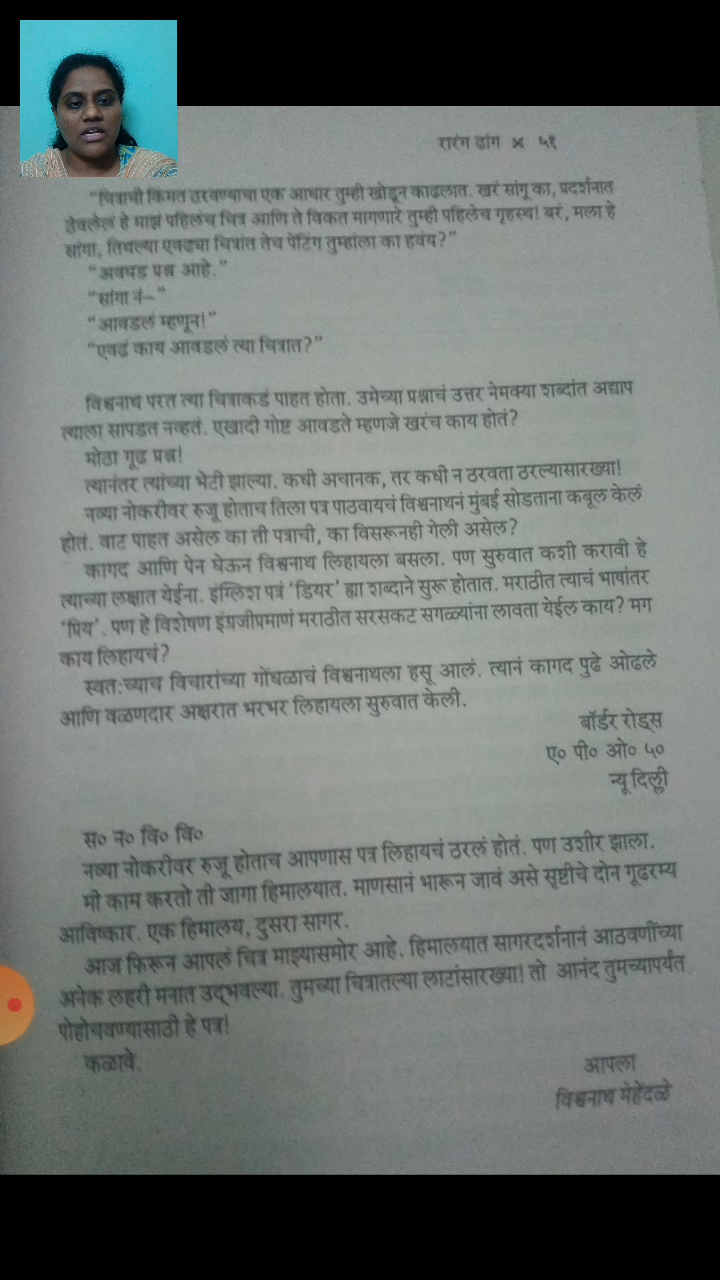 रारंग ढांग × ५१
“चित्राची किंमत ठरवण्याचा एक आधार तुम्ही खोडून काढलात. खरं सांगू का, प्रदर्शनात
ठेवलेलं हे माझं पहिलंच चित्र आणि ते विकत मागणारे तुम्ही पहिलेच गृहस्थ! बरं, मला हे
सांगा, तिथल्या एवढ्या चित्रांत तेच पेंटिंग तुम्हांला का हवंय?”
“अवघड प्रश्न आहे.”
“सांगा नं—”
“आवडलं म्हणून!”
“एवढं काय आवडलं त्या चित्रात?”
विश्वनाथ परत त्या चित्राकडं पाहत होता. उमेच्या प्रश्नाचं उत्तर नेमक्या शब्दांत अद्याप
त्याला सापडत नव्हतं. एखादी गोष्ट आवडते म्हणजे खरंच काय होतं?
मोठा गूढ प्रश्न!
त्यानंतर त्यांच्या भेटी झाल्या. कधी अचानक, तर कधी न ठरवता ठरल्यासारख्या!
नव्या नोकरीवर रुजू होताच तिला पत्र पाठवायचं विश्वनाथनं मुंबई सोडताना कबूल केलं
होतं. वाट पाहत असेल का ती पत्राची, का विसरूनही गेली असेल?
कागद आणि पेन घेऊन विश्वनाथ लिहायला बसला. पण सुरुवात कशी करावी हे
त्याच्या लक्षात येईना. इंग्लिश पत्रं ‘डियर’ ह्या शब्दाने सुरू होतात. मराठीत त्याचं भाषांतर
‘प्रिय’. पण हे विशेषण इंग्रजीप्रमाणं मराठीत सरसकट सगळ्यांना लावता येईल काय? मग
काय लिहायचं?
स्वत:च्याच विचारांच्या गोंधळाचं विश्वनाथला हसू आलं. त्यानं कागद पुढे ओढले
आणि वळणदार अक्षरात भरभर लिहायला सुरुवात केली.
बॉर्डर रोड्स
ए० पी० ओ० ५०
न्यू दिल्ली
स० न० वि० वि०
नव्या नोकरीवर रुजू होताच आपणास पत्र लिहायचं ठरलं होतं. पण उशीर झाला.
मी काम करतो ती जागा हिमालयात. माणसानं भारून जावं असे सृष्टीचे दोन गूढरम्य
आविष्कार. एक हिमालय, दुसरा सागर.
आज फिरून आपलं चित्र माझ्यासमोर आहे. हिमालयात सागरदर्शनानं आठवणींच्या
अनेक लहरी मनात उद्भवल्या. तुमच्या चित्रातल्या लाटांसारख्या! तो आनंद तुमच्यापर्यंत
पोहोचवण्यासाठी हे पत्र!
कळावे.
आपला
विश्वनाथ मेहेंदळे